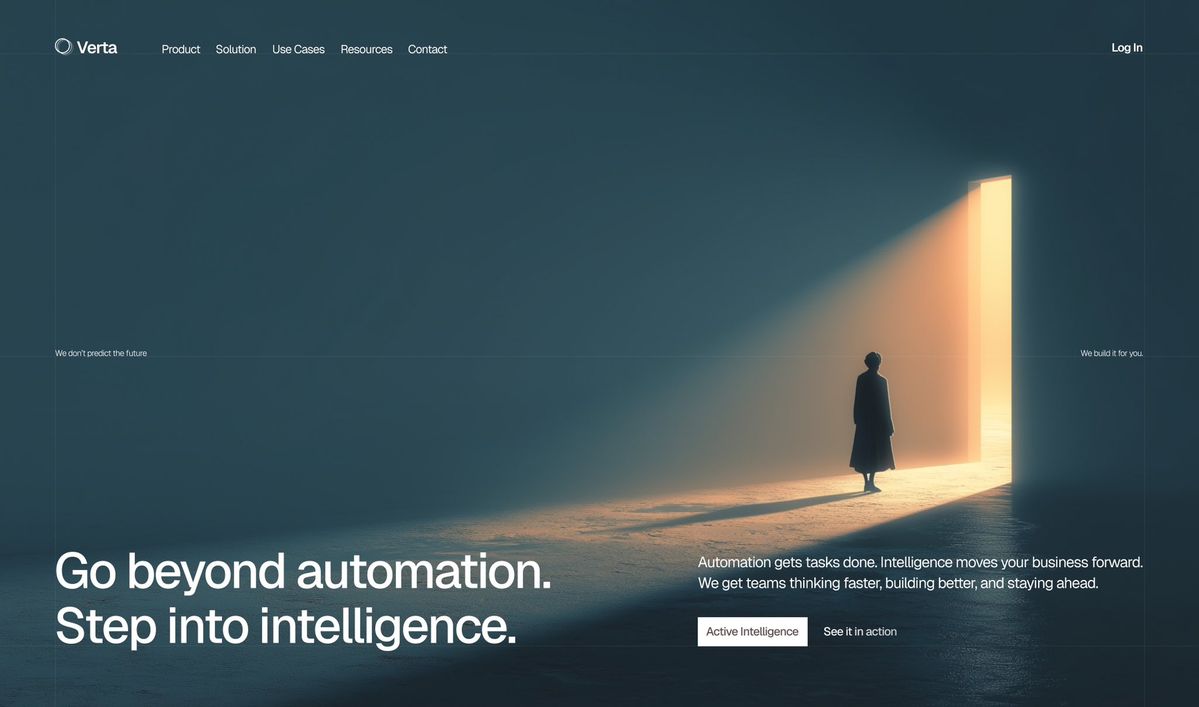 Verta
Product
Solution
Use Cases
Resources
Contact
Log In
We don't predict the future
We build it for you.
Go beyond automation.
Step into intelligence.
Automation gets tasks done. Intelligence moves your business forward.
We get teams thinking faster, building better, and staying ahead.
Active Intelligence
See it in action